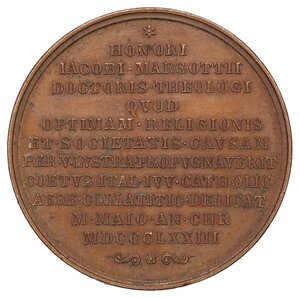 HONORI
IACOBI · MARGOTTII
DOCTORIS · THEOLOGI
QVOD
OPTIMAM · RELIGIONIS
ET · SOCIETATIS · CAVSAM
PER · V · LVSTRA · PROPVGNAVERIT
COETVS · ITAL · IVV · CATHOLIC
AERE · COLLATITIO · DEDICAT
M · MAIO · AN · CHR
MDCCCLXXIII